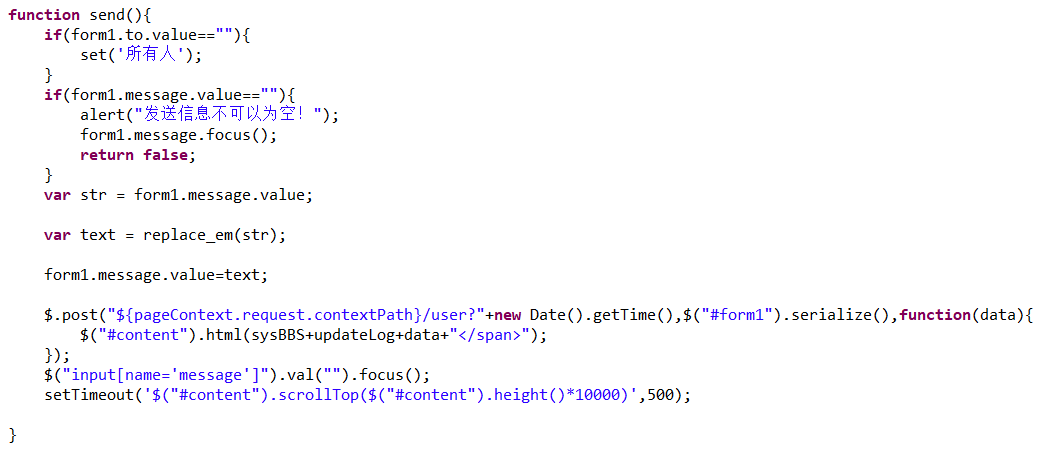 function send(){
    if(form1.to.value==""){
        set('所有人');
    }
    if(form1.message.value==""){
        alert("发送信息不可以为空！");
        form1.message.focus();
        return false;
    }
    var str = form1.message.value;

    var text = replace_em(str);

    form1.message.value=text;

    $.post("${pageContext.request.contextPath}/user?"+new Date().getTime(),$("#form1").serialize(),function(data){
        $("#content").html(sysBBS+updateLog+data+"</span>");
    });
    $("input[name='message']").val("").focus();
    setTimeout('$("#content").scrollTop($("#content").height()*10000)',500);

}